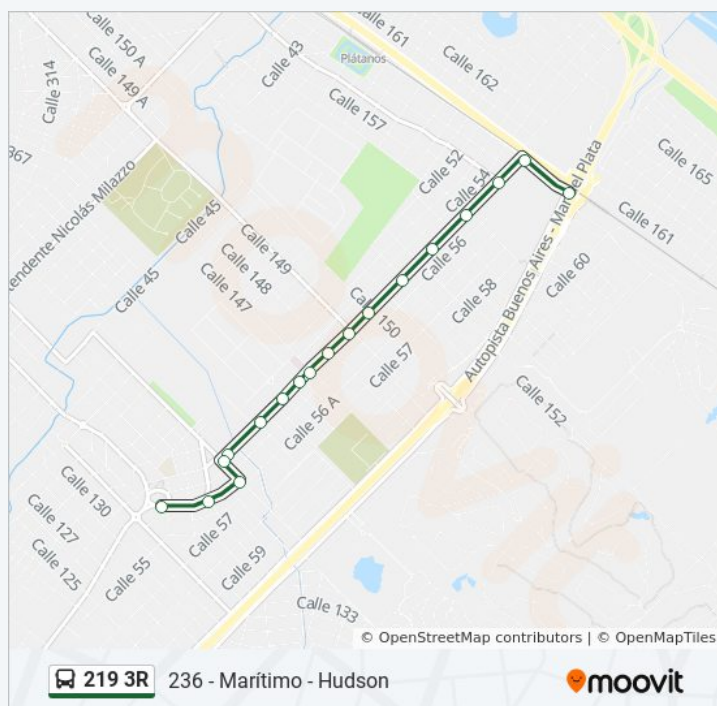 Calle 150 A
Calle 149 A
Calle 314
367
Calle 43
Plátanos
Calle 161
Calle 162
Calle 157
Calle 165
Calle 52
Calle 54
Calle 161
endente Nicolás Milazzo
Calle 45
Calle 45
Calle 149
Calle 148
Calle 147
Calle 56
Calle 58
Calle 60
Autopista Buenos Aires - Mar del Plata
Calle 150
Calle 57
Calle 152
Calle 56 A
Calle 130
Calle 127
Calle 125
Calle 55
Calle 57
Calle 59
Calle 133
© OpenStreetMap contributors | © OpenMapTiles
219 3R
236 - Marítimo - Hudson
moovit